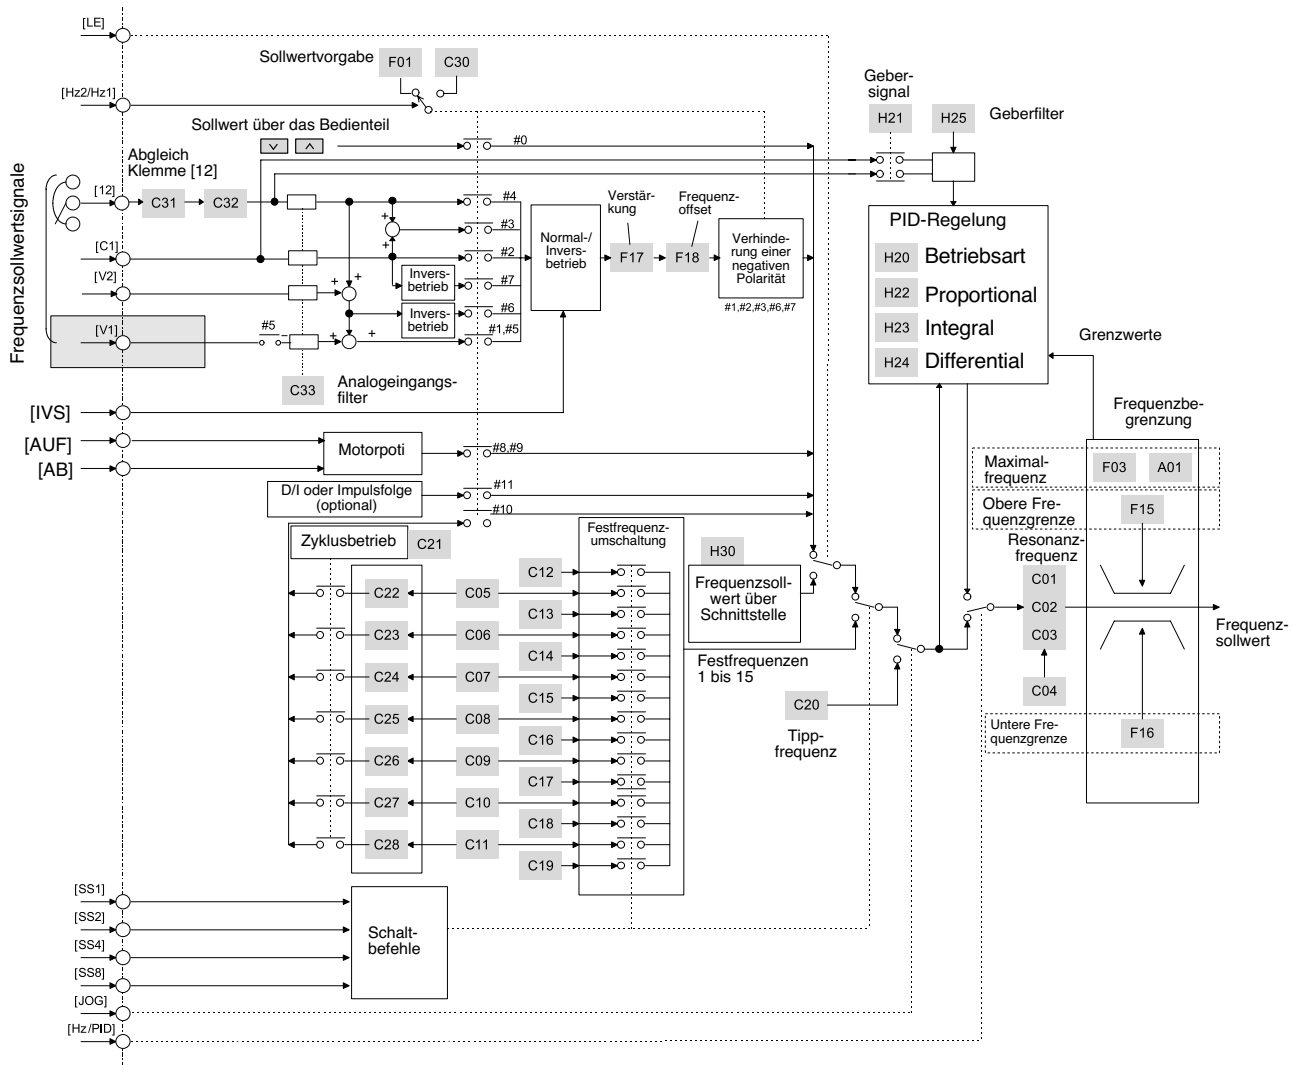 [LE]
Sollwertvorgabe
F01
C30
[Hz2/Hz1]
Sollwert über das Bedienteil
#0
Geber-
signal
H21
H25
Geberfilter
Frequenzsollwertsignale
Abgleich
Klemme [12]
[12]
C31
C32
#4
#3
[C1]
#2
[V2]
Invers-
betrieb
#7
Invers-
betrieb
#6
[V1]
#5
#1,#5
C33
Analogeingangs-
filter
Normal-/
Invers-
betrieb
Verstär-
kung
F17
Frequenz-
offset
F18
Verhinde-
rung einer
negativen
Polarität
#1,#2,#3,#6,#7
PID-Regelung
H20 Betriebsart
H22 Proportional
H23 Integral
H24 Differential
Grenzwerte
[IVS]
[AUF]
[AB]
Motorpoti
#8,#9
D/I oder Impulsfolge
(optional)
#11
#10
Zyklusbetrieb
C21
Festfrequenz-
umschaltung
C12
C22
C05
C13
C23
C06
C14
C24
C07
C15
C25
C08
C16
C26
C09
C17
C27
C10
C18
C28
C11
C19
H30
Frequenzsoll-
wert über
Schnittstelle
Festfrequenzen
1 bis 15
C20
Tipp-
frequenz
Frequenzbe-
grenzung
Maximal-
frequenz
F03
A01
Obere Fre-
quenzgrenze
F15
Resonanz-
frequenz
C01
C02
C03
C04
Frequenz-
sollwert
Untere Fre-
quenzgrenze
F16
[SS1]
[SS2]
[SS4]
[SS8]
Schalt-
befehle
[JOG]
[Hz/PID]
+
+
+
+
+
+
−